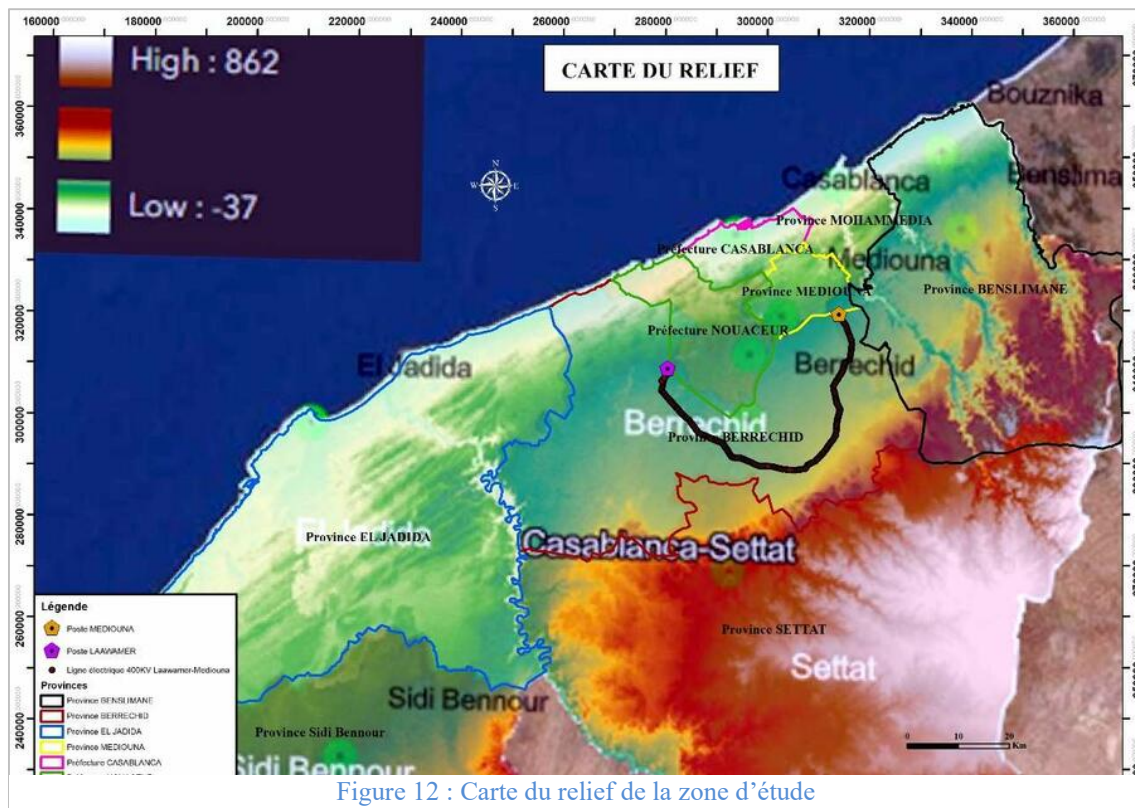 160000 200000 220000 240000 260000 280000 300000 320000 340000 360000
High : 862
Low : -37
CARTE DU RELIEF
N
W E
S
360000
340000
320000
300000
280000
260000
240000
Bouznika
Benslima
Casablanca
Province MOHAMMEDIA
Préfecture CASABLANCA
Mediouna
Province MEDIOUNA
Province BENSLIMANE
Préfecture NOUACEUR
El Jadida
Berrechid
Berrechid
Province BERRECHID
El Jadida
Province EL JADIDA
Casablanca-Settat
Province SETTAT
Settat
Sidi Bennour
Province Sidi Bennour
Sidi Bennour
Légende
Poste MEDIOUNA
Poste LAAWAMER
Ligne électrique 400KV Laawamer-Mediouna
Provinces
Province BENSLIMANE
Province BERRECHID
Province EL JADIDA
Province MEDIOUNA
Préfecture CASABLANCA
0 10 20
Km
Figure 12 : Carte du relief de la zone d’étude